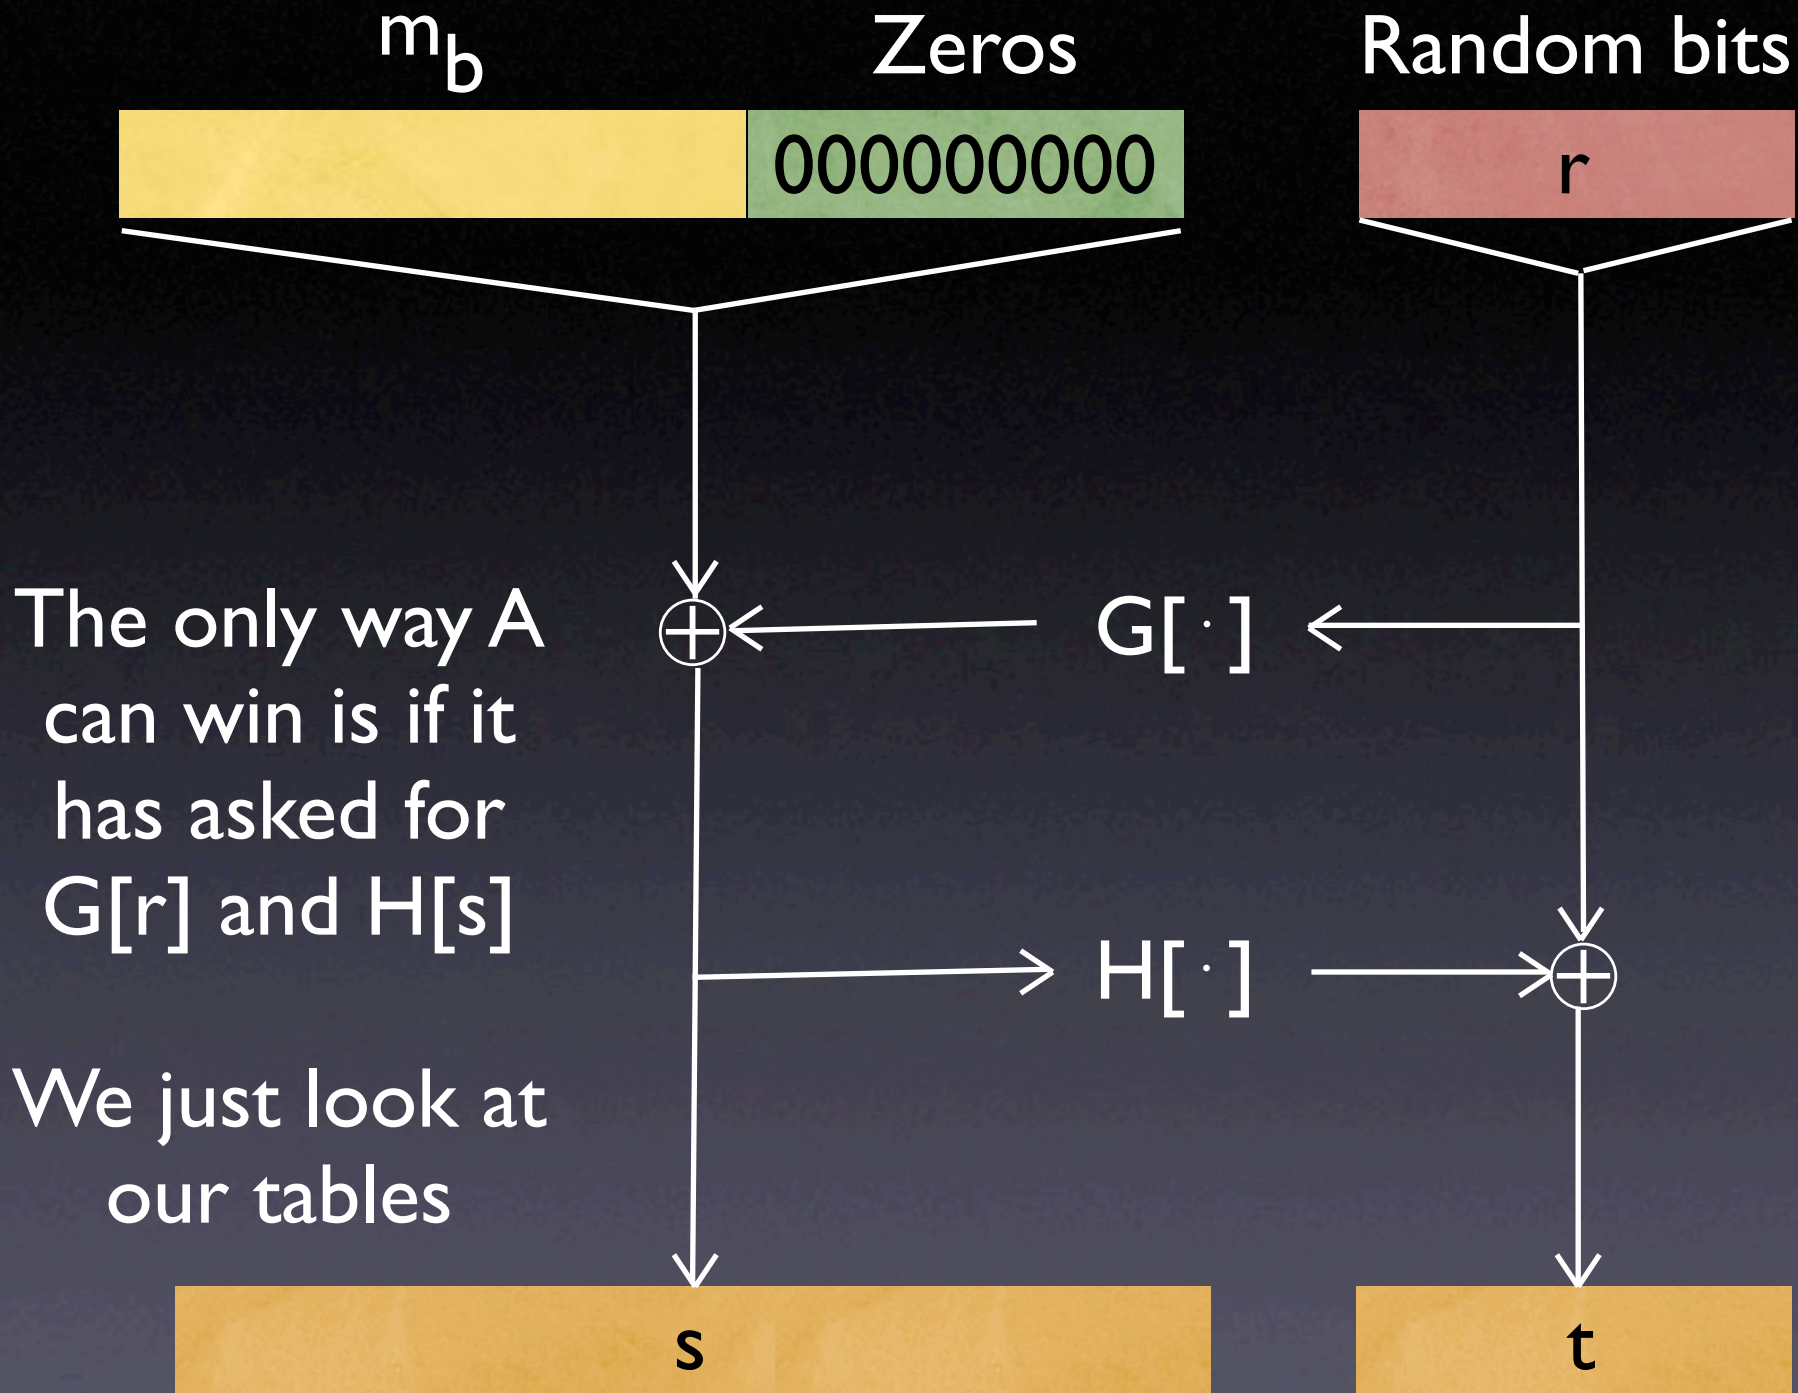 m_b
Zeros
Random bits
000000000
r
The only way A
can win is if it
has asked for
G[r] and H[s]
G[ · ]
H[ · ]
We just look at
our tables
s
t